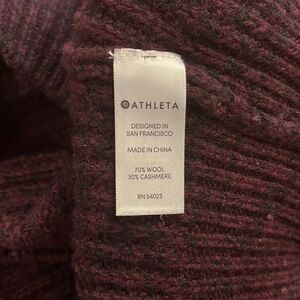 ATHLETA
DESIGNED IN
SAN FRANCISCO
MADE IN CHINA
70% WOOL
30% CASHMERE
RN 54023